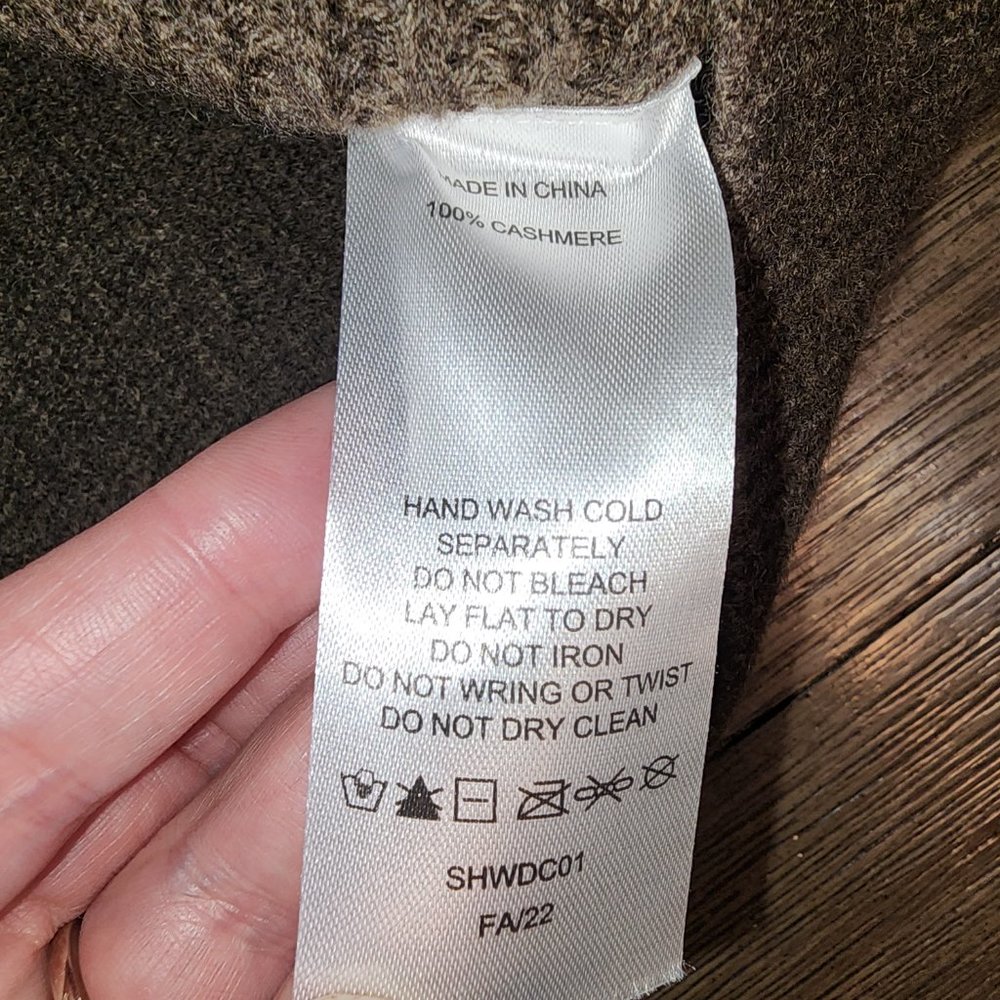 MADE IN CHINA
100% CASHMERE
HAND WASH COLD
SEPARATELY
DO NOT BLEACH
LAY FLAT TO DRY
DO NOT IRON
DO NOT WRING OR TWIST
DO NOT DRY CLEAN
SHWDC01
FA/22